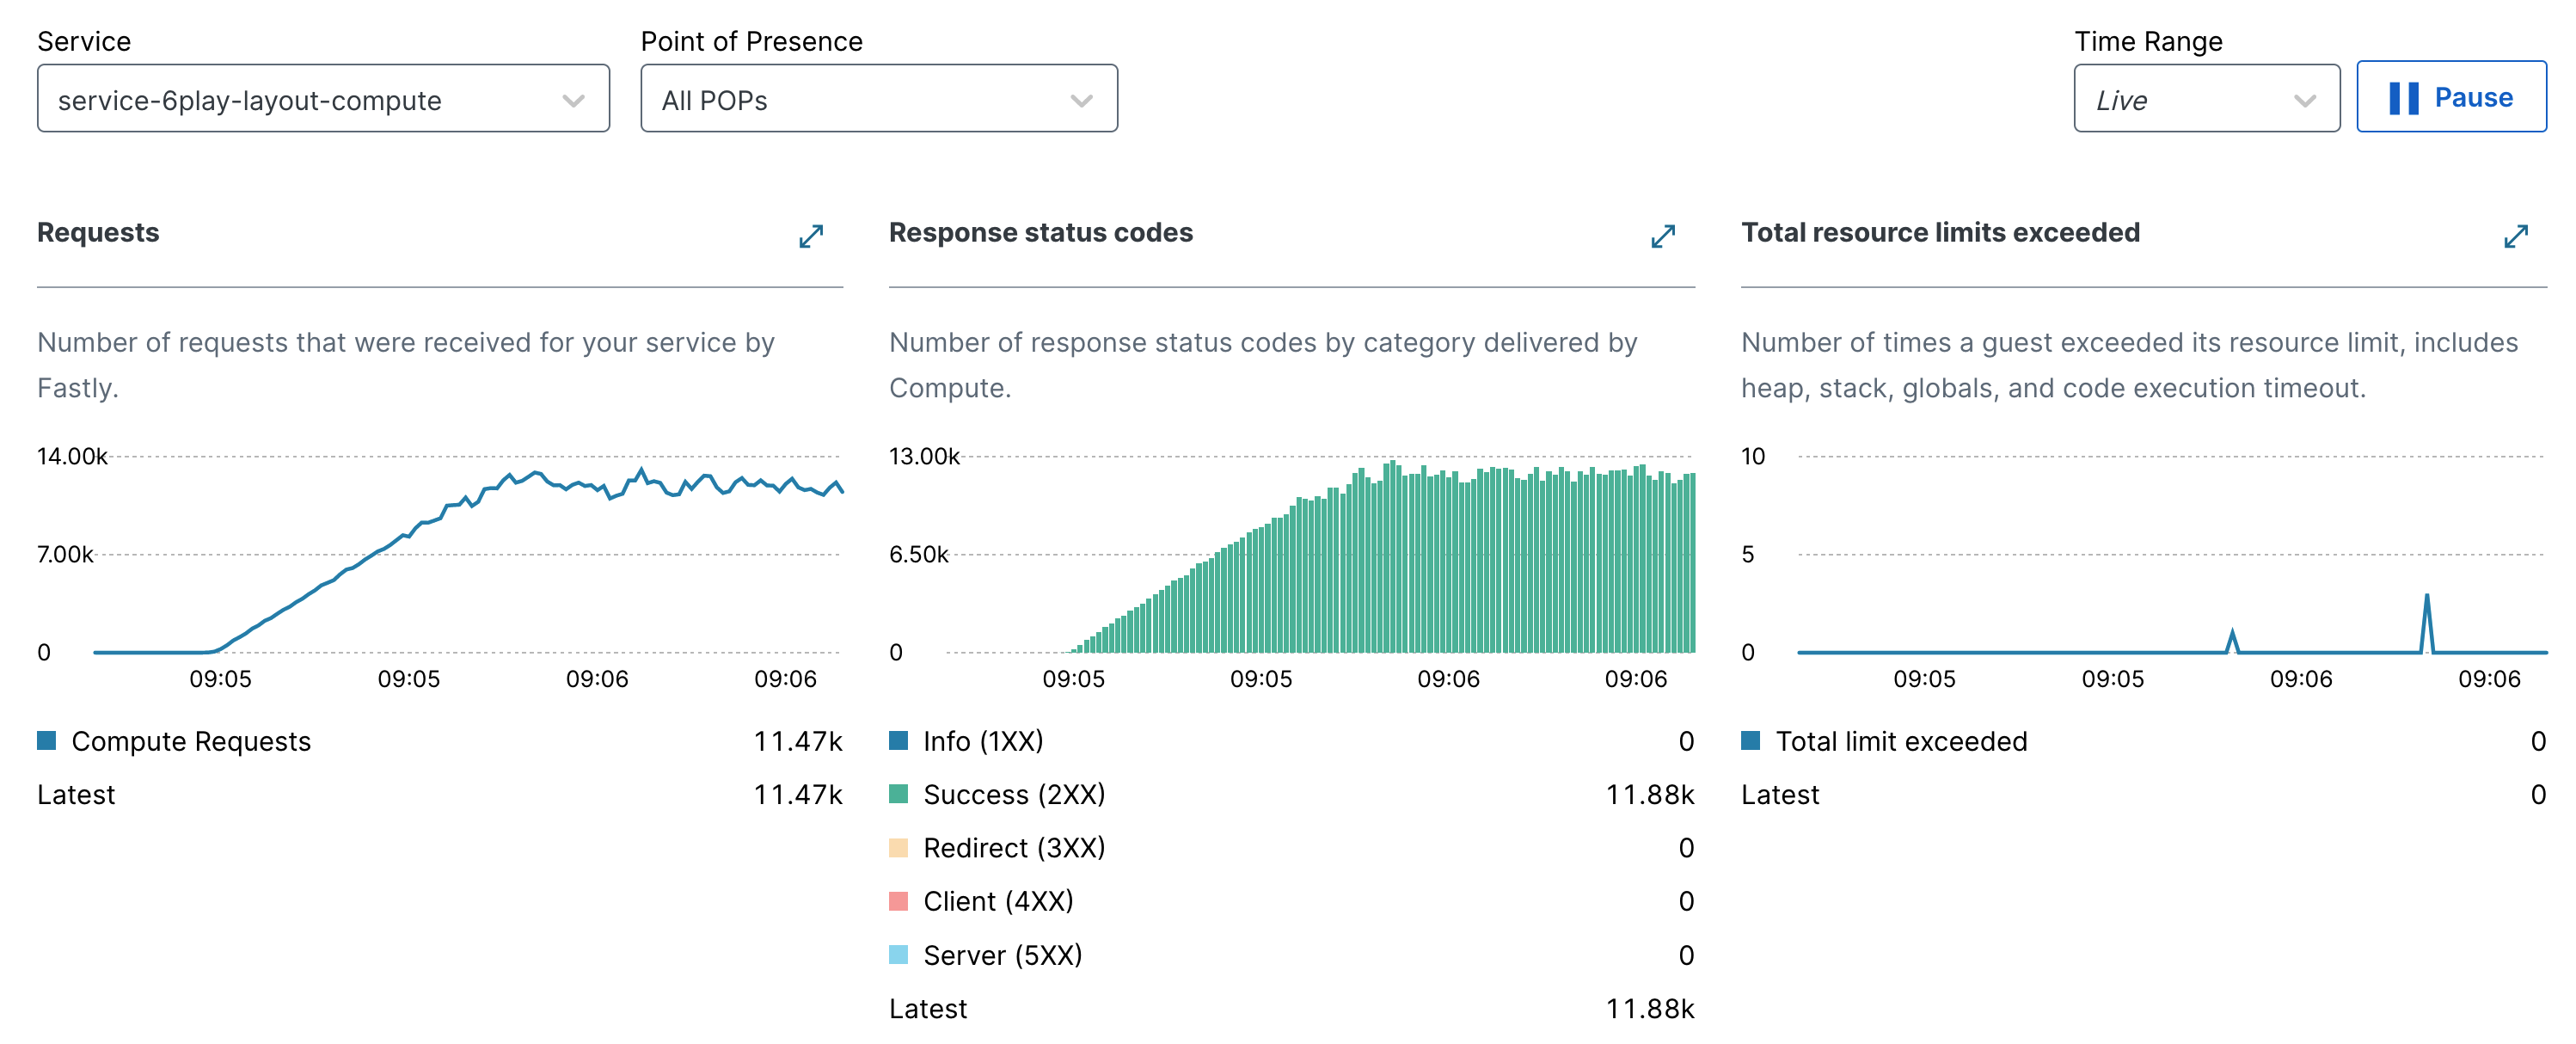 Service
Point of Presence
Time Range
service-6play-layout-compute
All POPs
Live
Pause
Requests
Number of requests that were received for your service by
Fastly.
14.00k
7.00k
0
09:05 09:05 09:06 09:06
Compute Requests 11.47k
Latest 11.47k
Response status codes
Number of response status codes by category delivered by
Compute.
13.00k
6.50k
0
09:05 09:05 09:06 09:06
Info (1XX) 0
Success (2XX) 11.88k
Redirect (3XX) 0
Client (4XX) 0
Server (5XX) 0
Latest 11.88k
Total resource limits exceeded
Number of times a guest exceeded its resource limit, includes
heap, stack, globals, and code execution timeout.
10
5
0
09:05 09:05 09:06 09:06
Total limit exceeded 0
Latest 0